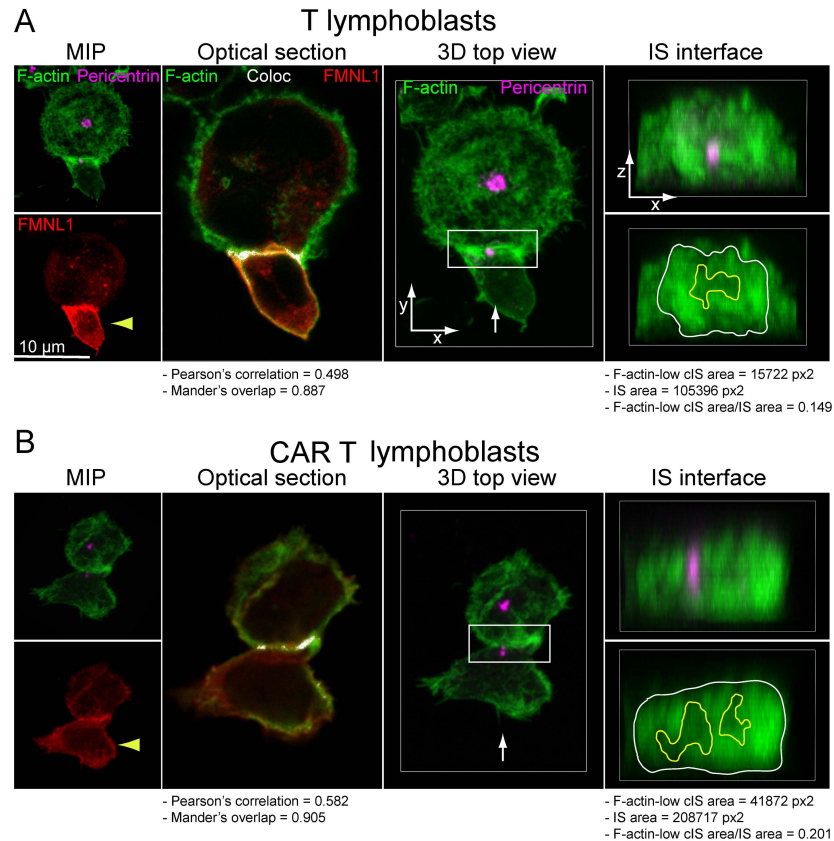 A
T lymphoblasts
MIP
Optical section
3D top view
IS interface
F-actin Pericentrin
F-actin Coloc FMNL1
F-actin Pericentrin
z
x
FMNL1
10 µm
y
x
- Pearson's correlation = 0.498
- Mander's overlap = 0.887
- F-actin-low cIS area = 15722 px2
- IS area = 105396 px2
- F-actin-low cIS area/IS area = 0.149
B
CAR T lymphoblasts
MIP
Optical section
3D top view
IS interface
- Pearson's correlation = 0.582
- Mander's overlap = 0.905
- F-actin-low cIS area = 41872 px2
- IS area = 208717 px2
- F-actin-low cIS area/IS area = 0.201